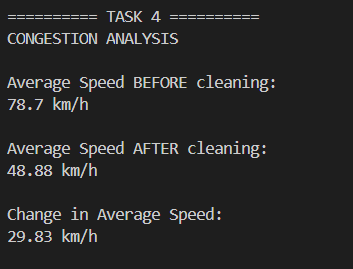 ========== TASK 4 ==========
CONGESTION ANALYSIS
Average Speed BEFORE cleaning:
78.7 km/h
Average Speed AFTER cleaning:
48.88 km/h
Change in Average Speed:
29.83 km/h